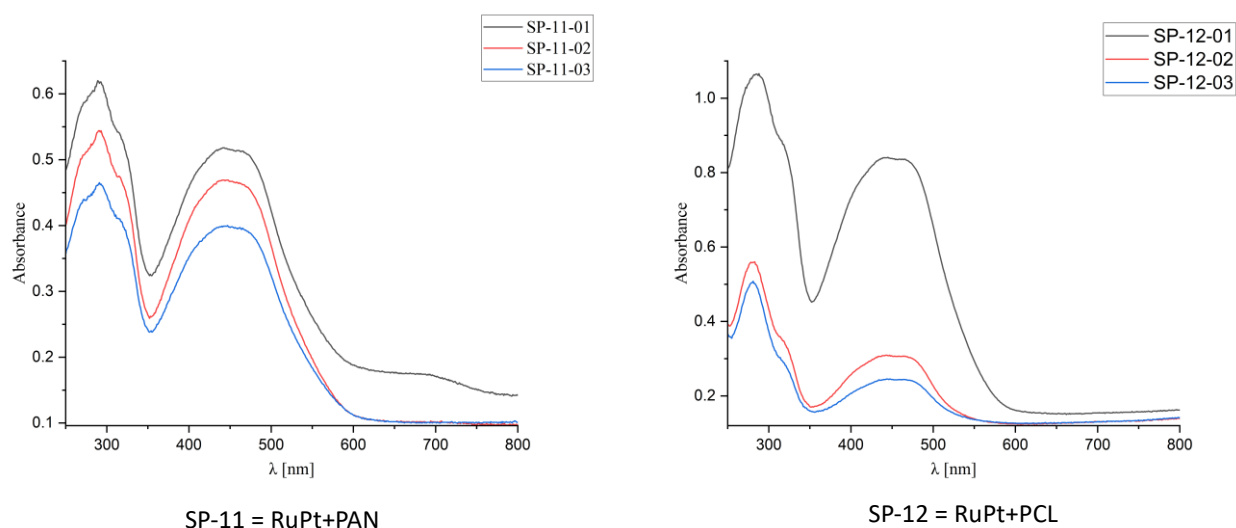 SP-11-01
SP-11-02
SP-11-03
0.6
0.5
0.4
0.3
0.2
0.1
Absorbance
300 400 500 600 700 800
λ [nm]
SP-11 = RuPt+PAN
SP-12-01
SP-12-02
SP-12-03
1.0
0.8
0.6
0.4
0.2
Absorbance
300 400 500 600 700 800
λ [nm]
SP-12 = RuPt+PCL